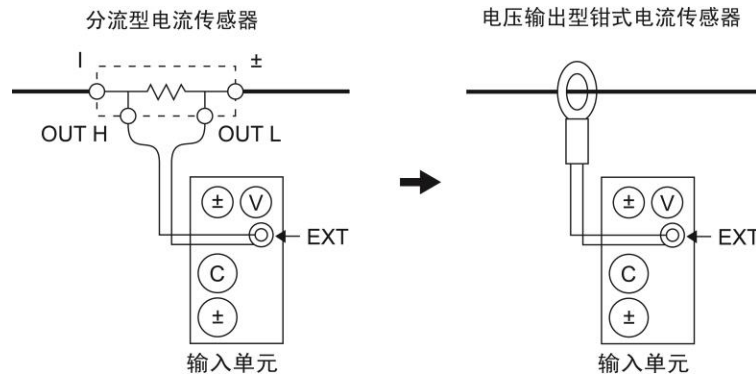 分流型电流传感器
I
±
OUT H
OUT L
± V
EXT
C
±
输入单元
电压输出型钳式电流传感器
± V
EXT
C
±
输入单元